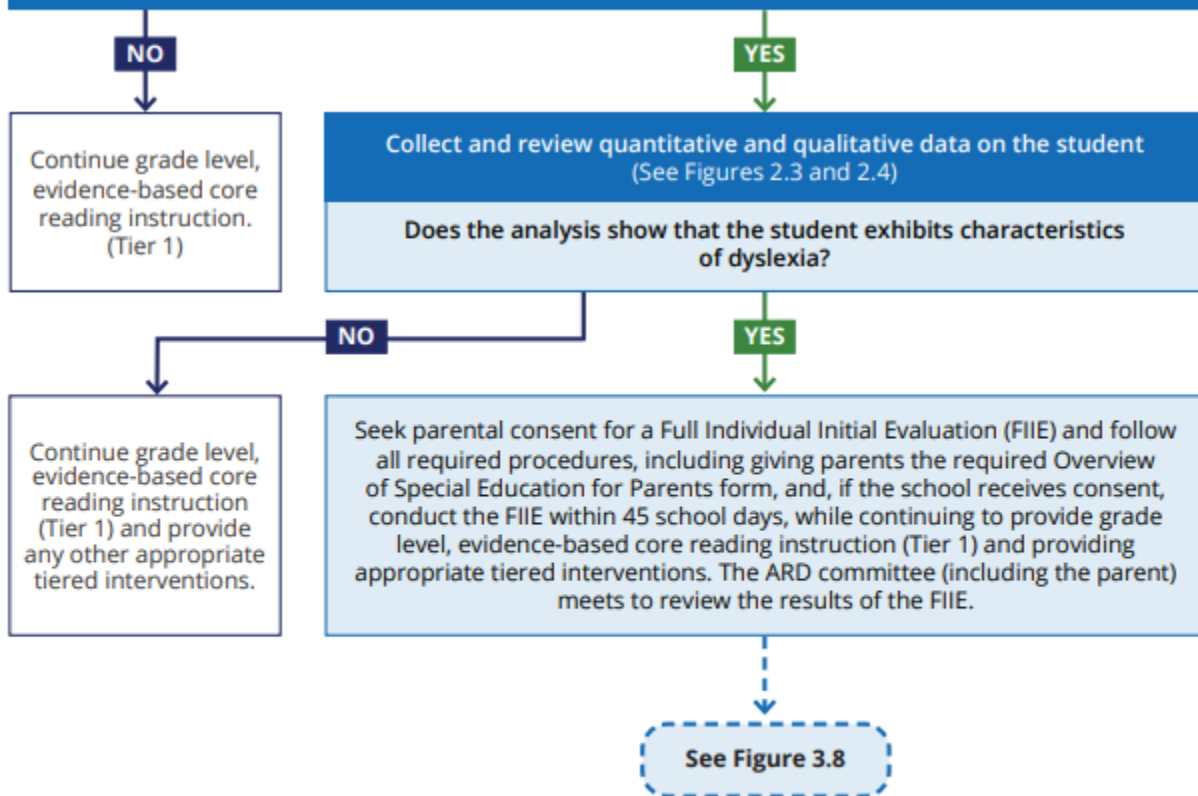 NO
YES
Continue grade level,
evidence-based core
reading instruction.
(Tier 1)
Collect and review quantitative and qualitative data on the student
(See Figures 2.3 and 2.4)
Does the analysis show that the student exhibits characteristics
of dyslexia?
NO
YES
Continue grade level,
evidence-based core
reading instruction
(Tier 1) and provide
any other appropriate
tiered interventions.
Seek parental consent for a Full Individual Initial Evaluation (FIIE) and follow
all required procedures, including giving parents the required Overview
of Special Education for Parents form, and, if the school receives consent,
conduct the FIIE within 45 school days, while continuing to provide grade
level, evidence-based core reading instruction (Tier 1) and providing
appropriate tiered interventions. The ARD committee (including the parent)
meets to review the results of the FIIE.
See Figure 3.8